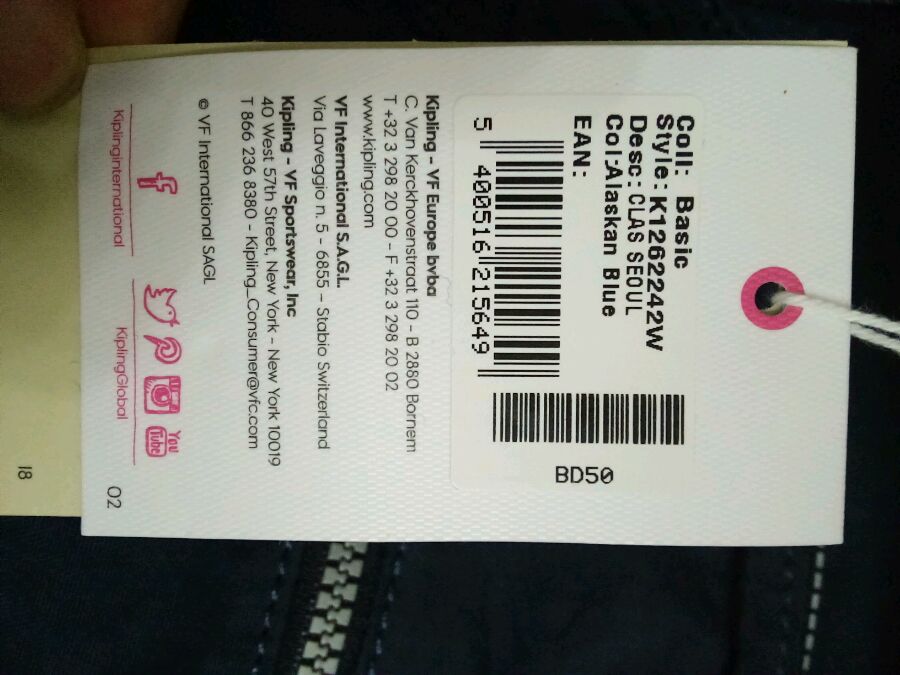 Coll: Basic
Style: K1262242W
Desc: CLAS SEOUL
Col:Alaskan Blue
EAN:
5 400516 215649
BD50
Kipling - VF Europe bvba
C. Van Kerckhovenstraat 110 - B 2880 Bornem
T +32 3 298 20 00 - F +32 3 298 20 02
www.kipling.com
VF International S.A.G.L.
Via Laveggio n. 5 - 6855 - Stabio Switzerland
Kipling - VF Sportswear, Inc
40 West 57th Street, New York - New York 10019
T 866 236 8380 - Kipling_Consumer@vfc.com
© VF International SAGL
f
You
Tube
Kiplinginternational
KiplingGlobal
02
18